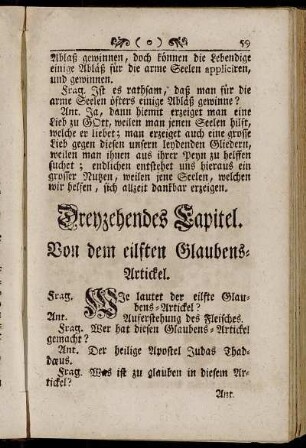 ( o ) 59
Ablaß gewinnen, doch können die Lebendige
einige Abläß für die arme Seelen appliciren,
und gewinnen.
Frag. Ist es rathsam, daß man für die
arme Seelen öfters einige Abläß gewinne?
Ant. Ja, dann hiemit erzeiget man eine
Lieb zu GOtt, weilen man jenen Seelen hilft,
welche er liebet; man erzeiget auch eine grosse
Lieb gegen diesen unsern leydenden Gliedern,
weilen man ihnen aus ihrer Peyn zu helffen
suchet; endlichen entstehet uns hieraus ein
grosser Nutzen, weilen jene Seelen, welchen
wir helfen, sich allzeit dankbar erzeigen.
Dreyzehendes Capitel.
Von dem eilften Glaubens-
Artickel.
Frag. WIe lautet der eilfte Glau-
bens-Artickel?
Ant. Auferstehung des Fleisches.
Frag. Wer hat diesen Glaubens-Artickel
gemacht?
Ant. Der heilige Apostel Judas Thad-
dæus.
Frag. Was ist zu glauben in diesem Ar-
tickel?
Ant.